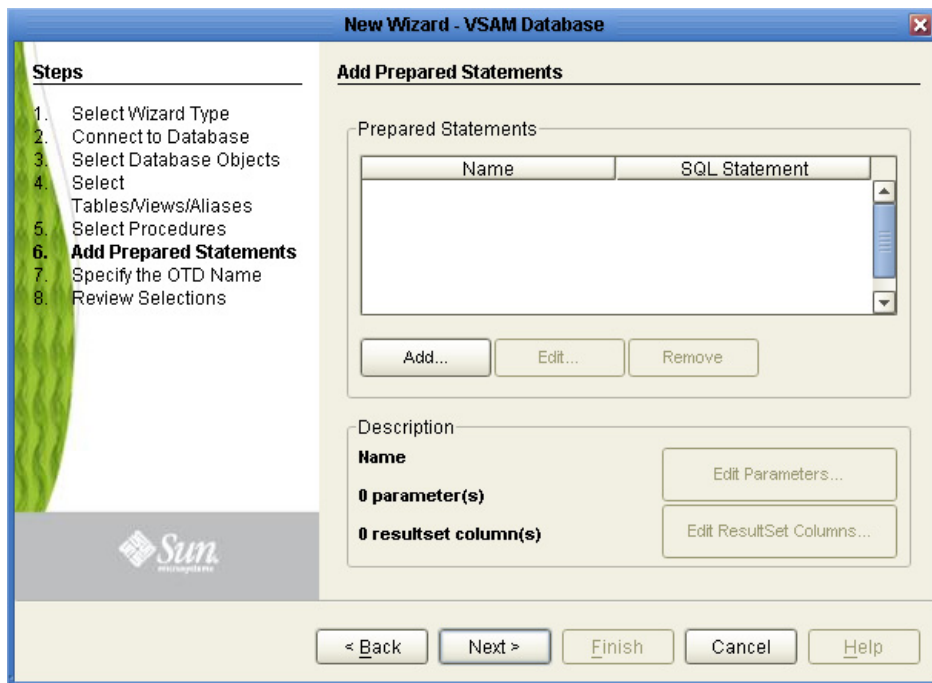 New Wizard - VSAM Database
Steps
1. Select Wizard Type
2. Connect to Database
3. Select Database Objects
4. Select
Tables/Views/Aliases
5. Select Procedures
6. Add Prepared Statements
7. Specify the OTD Name
8. Review Selections
Sun
microsystems
Add Prepared Statements
Prepared Statements
Name SQL Statement
Add... Edit... Remove
Description
Name
0 parameter(s)
0 resultset column(s)
Edit Parameters...
Edit ResultSet Columns...
< Back Next > Finish Cancel Help